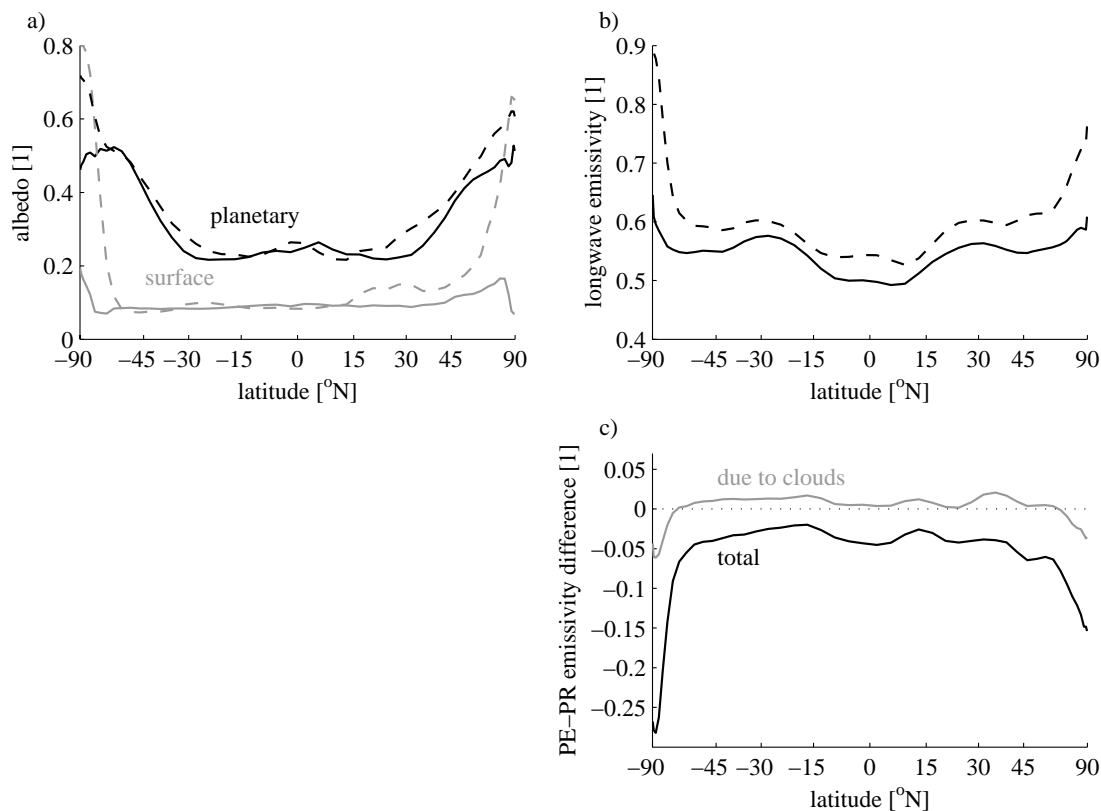 a)
0.8
0.6
0.4
0.2
0
albedo [1]
planetary
surface
−90 −45 −30 −15 0 15 30 45 90
latitude [°N]
b)
0.9
0.8
0.7
0.6
0.5
0.4
longwave emissivity [1]
−90 −45 −30 −15 0 15 30 45 90
latitude [°N]
c)
0.05
0
−0.05
−0.1
−0.15
−0.2
−0.25
PE−PR emissivity difference [1]
due to clouds
total
−90 −45 −30 −15 0 15 30 45 90
latitude [°N]